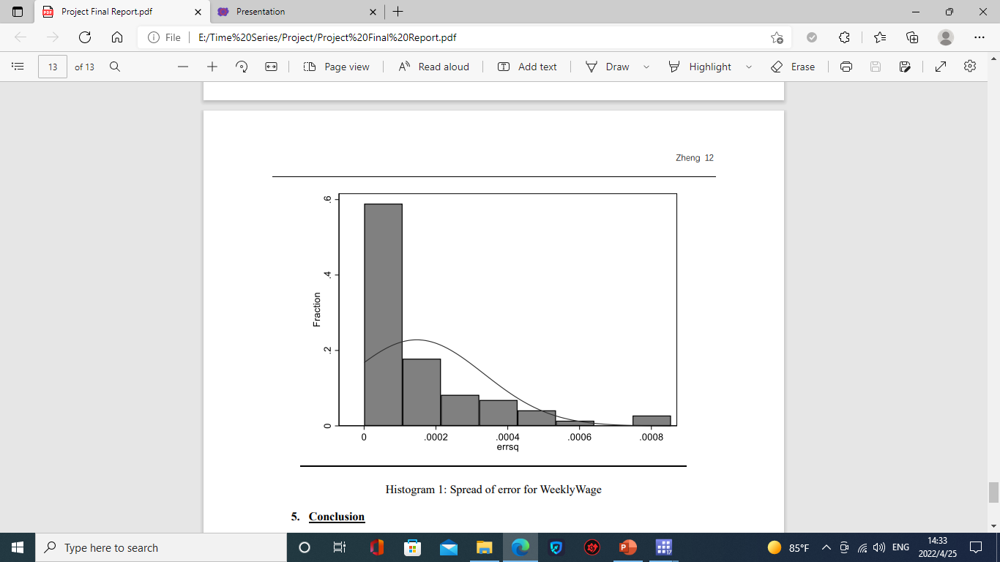 Project Final Report.pdf
Presentation
File
E:/Time%20Series/Project/Project%20Final%20Report.pdf
13
of 13
Page view
Read aloud
Add text
Draw
Highlight
Erase
Zheng 12
.6
.4
.2
0
Fraction
0
.0002
.0004
.0006
.0008
errsq
Histogram 1: Spread of error for WeeklyWage
5. Conclusion
Type here to search
85°F
ENG
14:33
2022/4/25